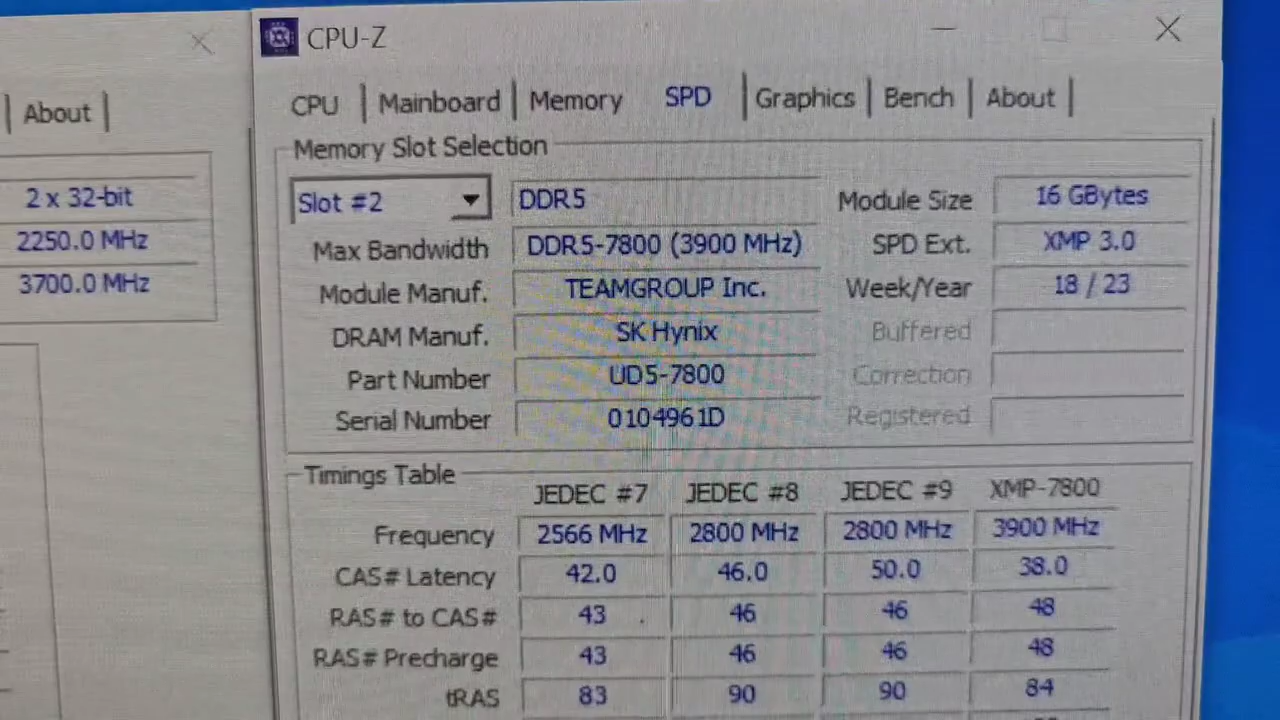 CPU-Z
About
CPU Mainboard Memory SPD Graphics Bench About
Memory Slot Selection
2 x 32-bit
Slot #2 DDR5 Module Size 16 GBytes
2250.0 MHz
Max Bandwidth DDR5-7800 (3900 MHz) SPD Ext. XMP 3.0
3700.0 MHz
Module Manuf. TEAMGROUP Inc. Week/Year 18 / 23
DRAM Manuf. SK Hynix Buffered
Part Number UD5-7800 Correction
Serial Number 0104961D Registered
Timings Table
JEDEC #7 JEDEC #8 JEDEC #9 XMP-7800
Frequency 2566 MHz 2800 MHz 2800 MHz 3900 MHz
CAS# Latency 42.0 46.0 50.0 38.0
RAS# to CAS# 43 46 46 48
RAS# Precharge 43 46 46 48
tRAS 83 90 90 84